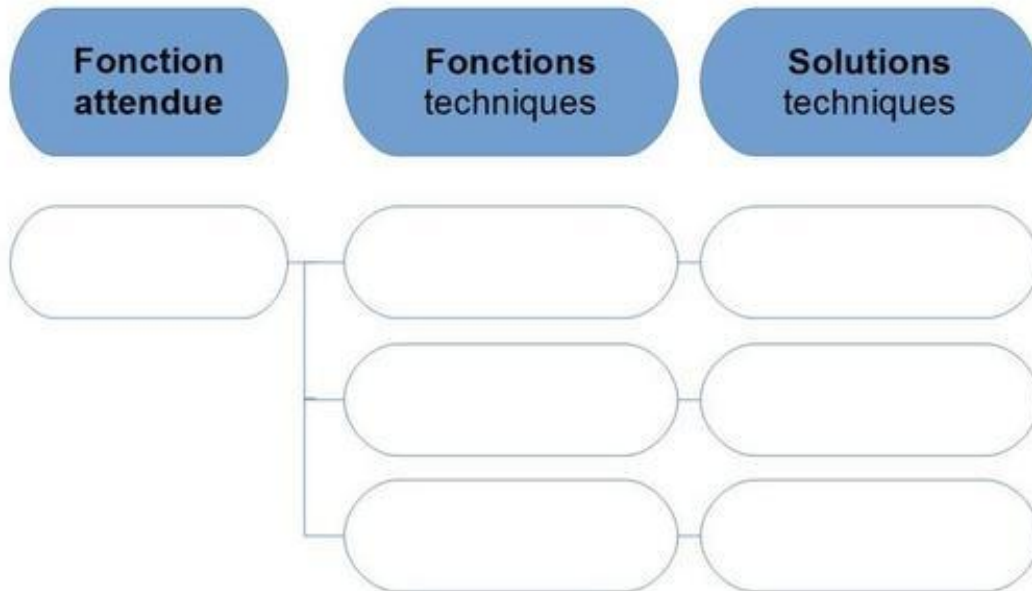 Fonction
attendue
Fonctions
techniques
Solutions
techniques